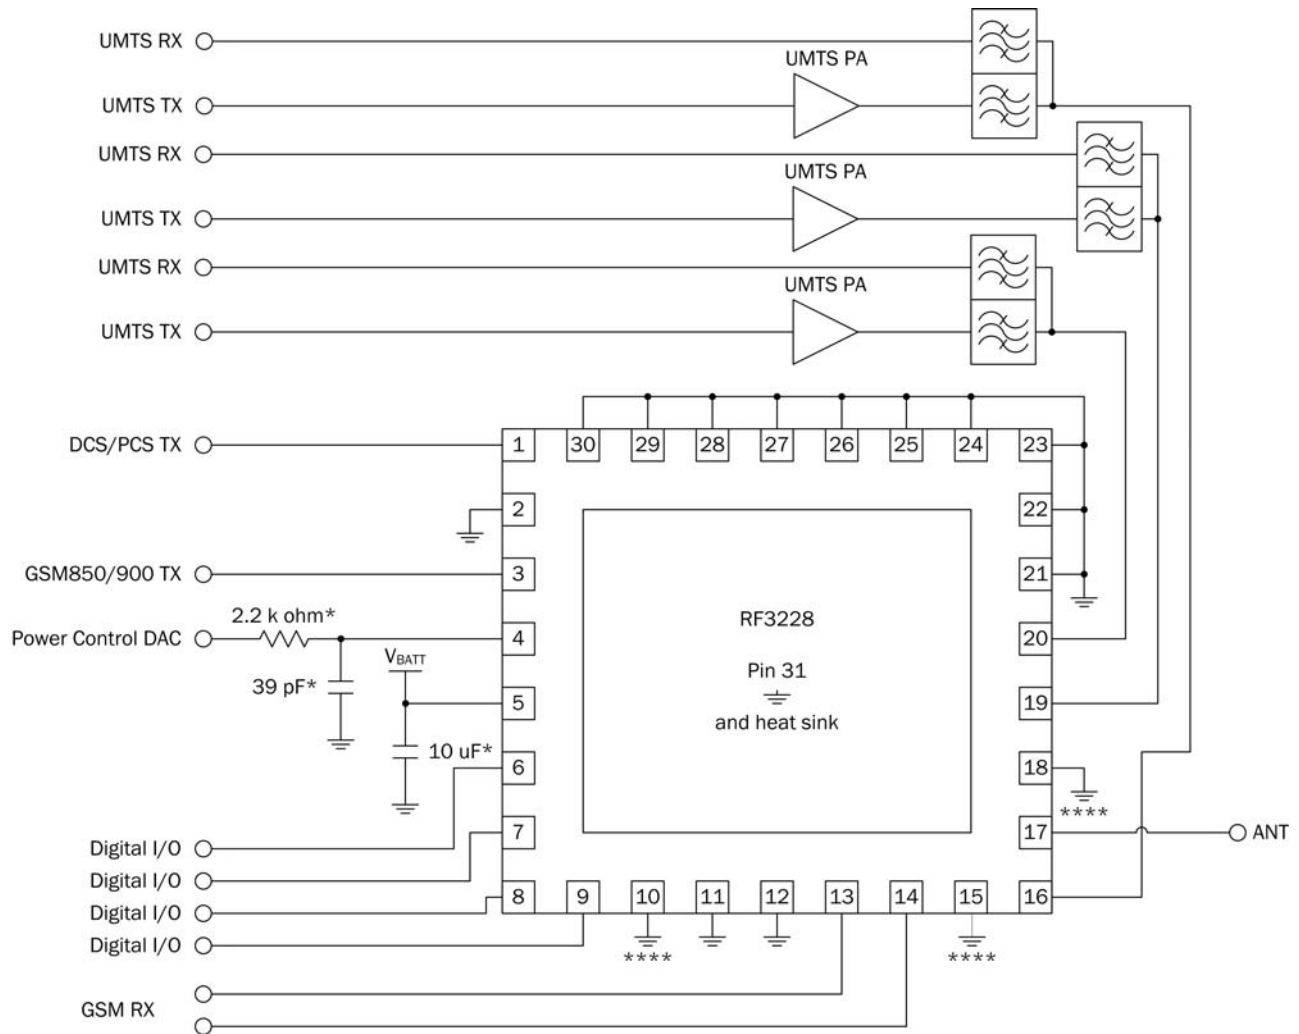 UMTS RX
UMTS PA
UMTS TX
UMTS RX
UMTS PA
UMTS TX
UMTS RX
UMTS PA
UMTS TX
DCS/PCS TX
1 30 29 28 27 26 25 24 23
2 22
GSM850/900 TX 3 21
2.2 k ohm*
RF3228
Power Control DAC 4 20
VBATT
Pin 31
39 pF*
5 19
and heat sink
10 uF*
6 18
****
7 17 ANT
Digital I/O
Digital I/O
8 9 10 11 12 13 14 15 16
Digital I/O
Digital I/O
**** ****
GSM RX